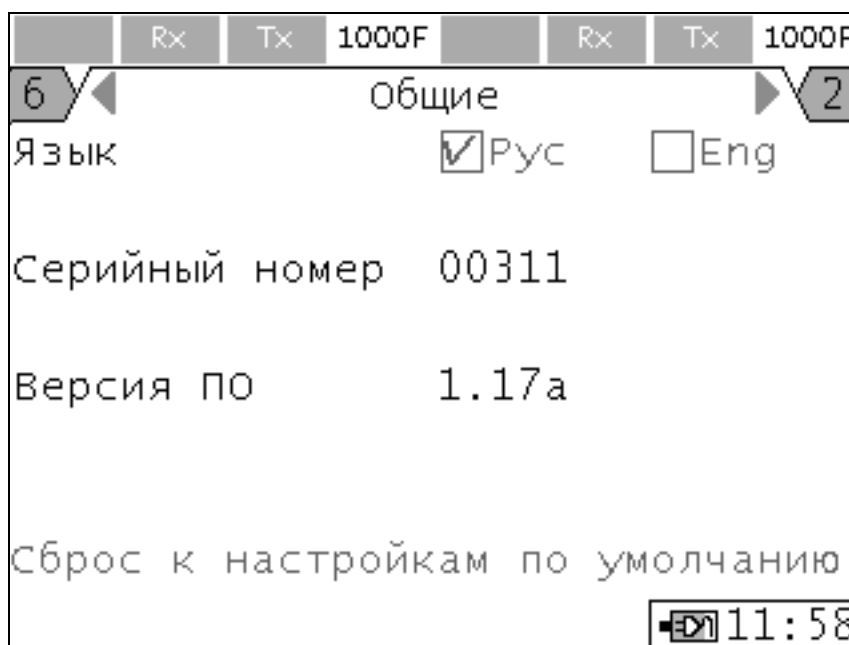 Rx Tx 1000F Rx Tx 1000F
6 Общие 2
Язык Рус Eng
Серийный номер 00311
Версия ПО 1.17a
Сброс к настройкам по умолчанию
11:58